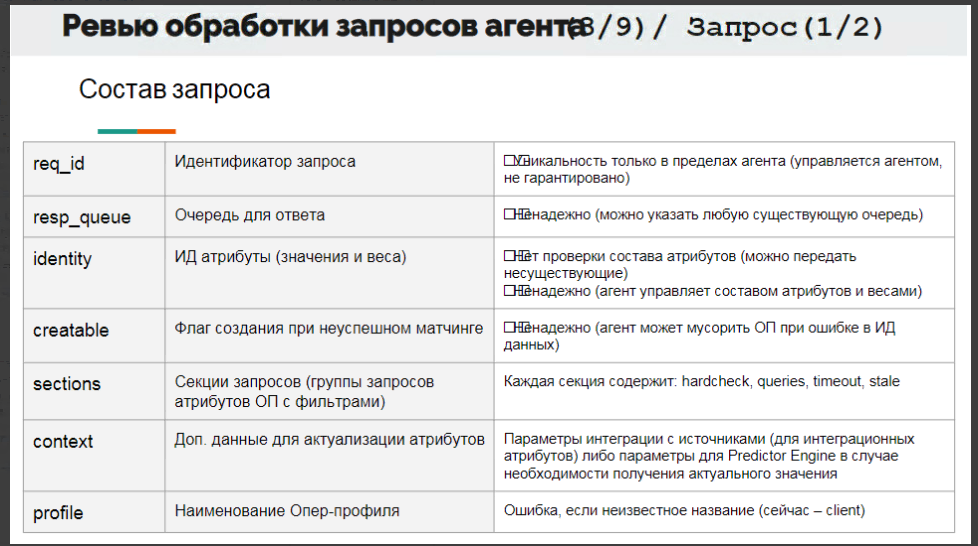 Ревью обработки запросов агента(8/9)/ Запрос(1/2)
Состав запроса
req_id
Идентификатор запроса
Уникальность только в пределах агента (управляется агентом,
не гарантировано)
resp_queue
Очередь для ответа
Ненадежно (можно указать любую существующую очередь)
identity
ИД атрибуты (значения и веса)
Нет проверки состава атрибутов (можно передать
несуществующие)
Ненадежно (агент управляет составом атрибутов и весами)
creatable
Флаг создания при неуспешном матчинге
Ненадежно (агент может мусорить ОП при ошибке в ИД
данных)
sections
Секции запросов (группы запросов
атрибутов ОП с фильтрами)
Каждая секция содержит: hardcheck, queries, timeout, stale
context
Доп. данные для актуализации атрибутов
Параметры интеграции с источниками (для интеграционных
атрибутов) либо параметры для Predictor Engine в случае
необходимости получения актуального значения
profile
Наименование Опер-профиля
Ошибка, если неизвестное название (сейчас – client)